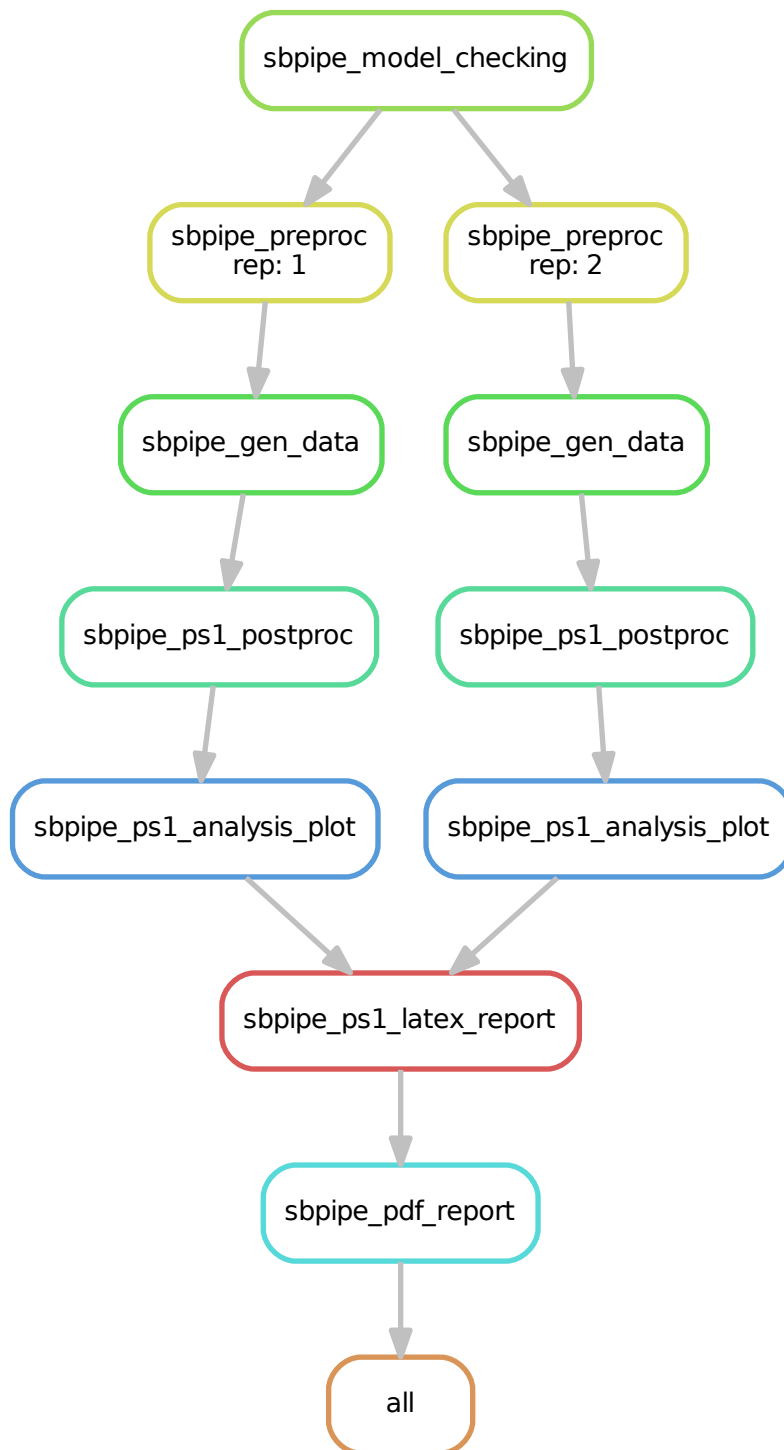 sbpipe_model_checking
sbpipe_preproc
rep: 1
sbpipe_preproc
rep: 2
sbpipe_gen_data
sbpipe_gen_data
sbpipe_ps1_postproc
sbpipe_ps1_postproc
sbpipe_ps1_analysis_plot
sbpipe_ps1_analysis_plot
sbpipe_ps1_latex_report
sbpipe_pdf_report
all